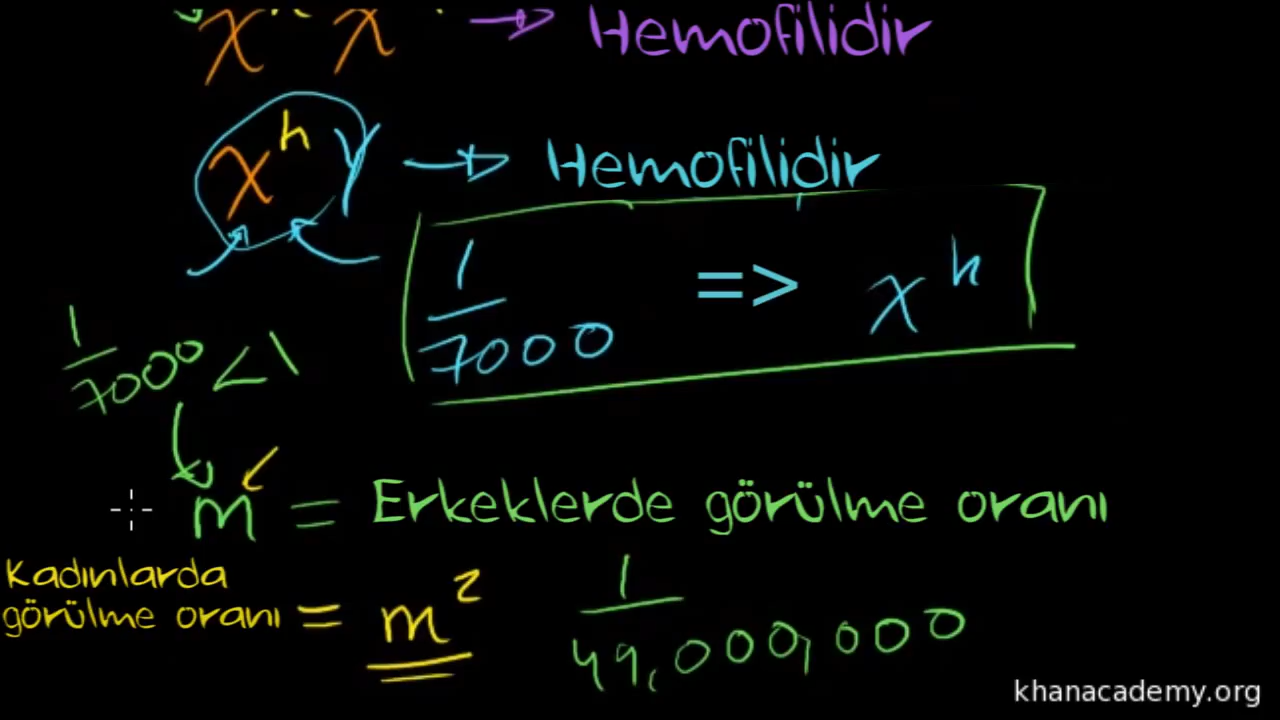 X X → Hemofilidir
X^h Y → Hemofilidir
1/7000 => X^h
1/7000 < 1
m = Erkeklerde görülme oranı
Kadınlarda
görülme oranı = m²
1/49,000,000
khanacademy.org